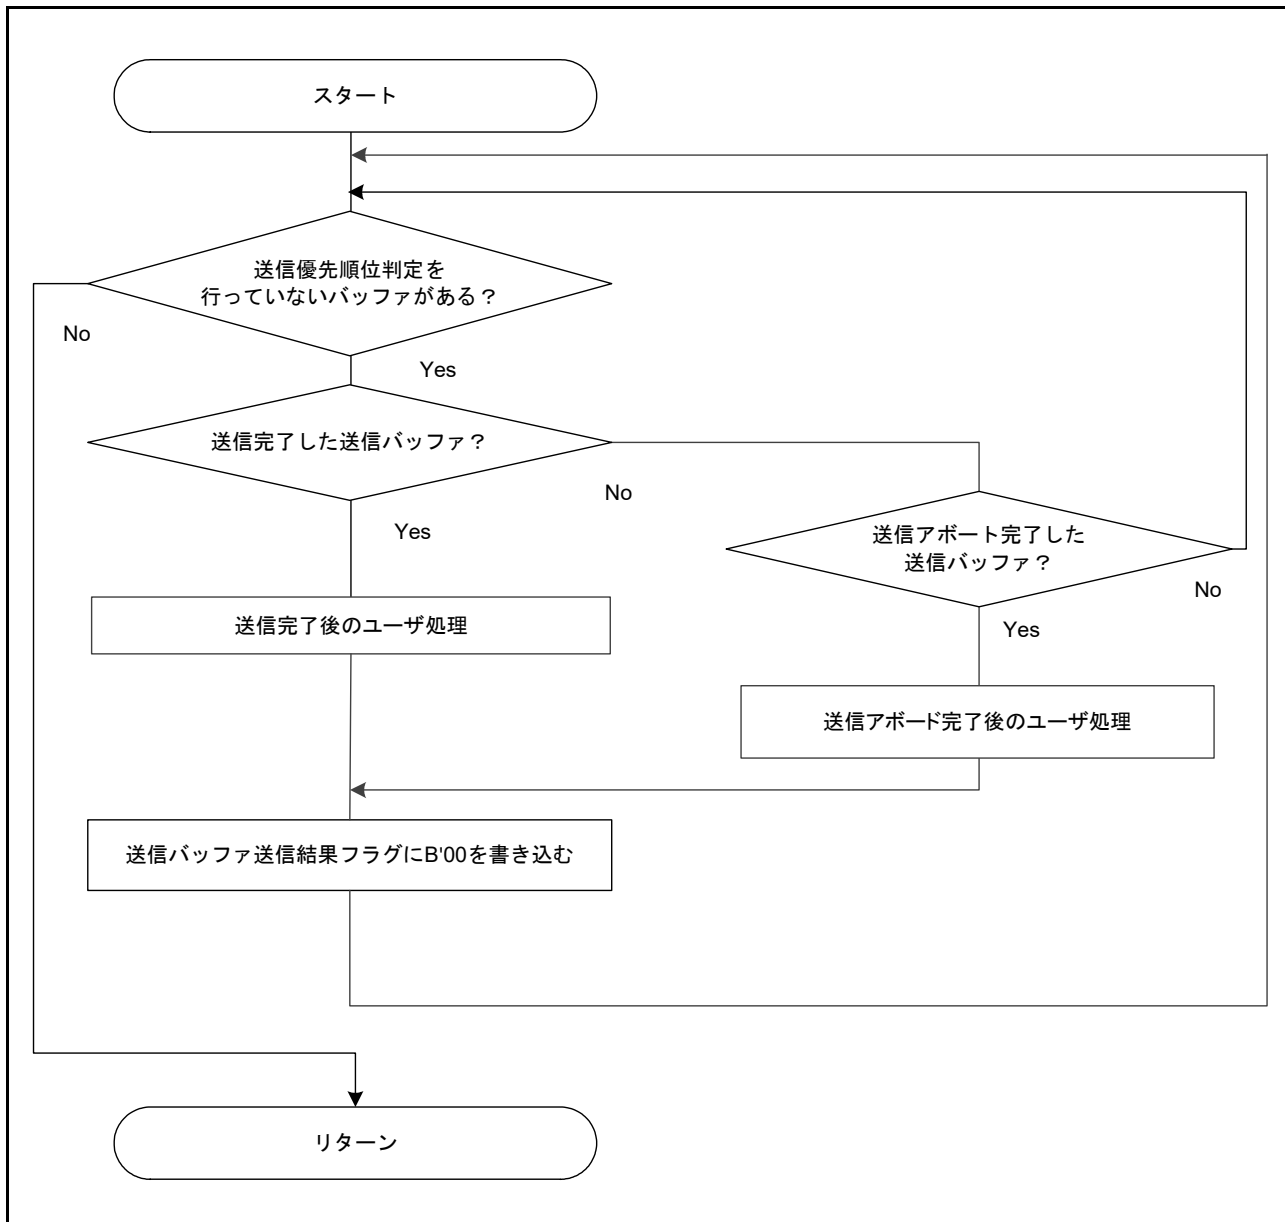 スタート
送信優先順位判定を
行っていないバッファがある？
No
Yes
送信完了した送信バッファ？
No
Yes
送信アボート完了した
送信バッファ？
No
Yes
送信完了後のユーザ処理
送信アボード完了後のユーザ処理
送信バッファ送信結果フラグにB'00を書き込む
リターン